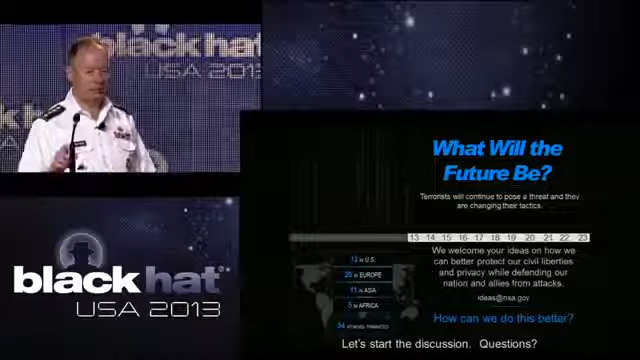 black hat
USA 2013
What Will the
Future Be?
Terrorists will continue to pose a threat and they
are changing their tactics.
13 14 15 16 17 18 19 20 21 22 23
13 in U.S.
25 in EUROPE
11 in ASIA
5 in AFRICA
54 ATTACKS THWARTED
We welcome your ideas on how we
can better protect our civil liberties
and privacy while defending our
nation and allies from attacks.
ideas@nsa.gov
How can we do this better?
Let's start the discussion. Questions?
black hat
USA 2013